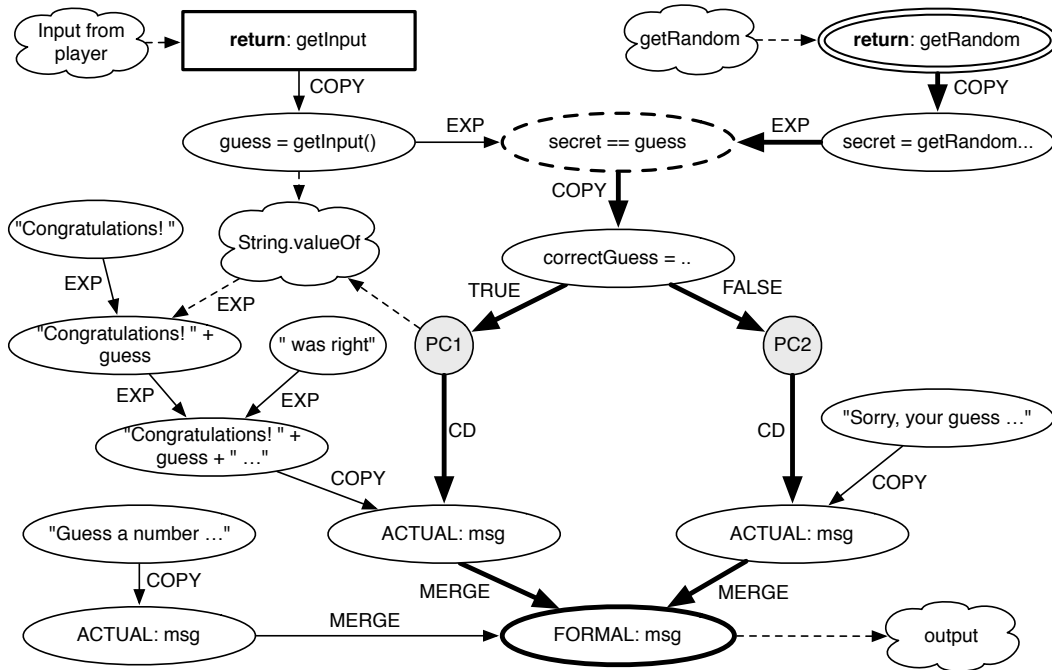 Input from
player
return: getInput
getRandom
return: getRandom
COPY
COPY
guess = getInput()
EXP
secret == guess
EXP
secret = getRandom...
COPY
"Congratulations! "
String.valueOf
correctGuess = ..
EXP
EXP
TRUE
FALSE
"Congratulations! " +
guess
" was right"
PC1
PC2
EXP
EXP
"Congratulations! " +
guess + " ..."
CD
CD
"Sorry, your guess ..."
COPY
COPY
"Guess a number ..."
ACTUAL: msg
ACTUAL: msg
COPY
MERGE
MERGE
ACTUAL: msg
MERGE
FORMAL: msg
output